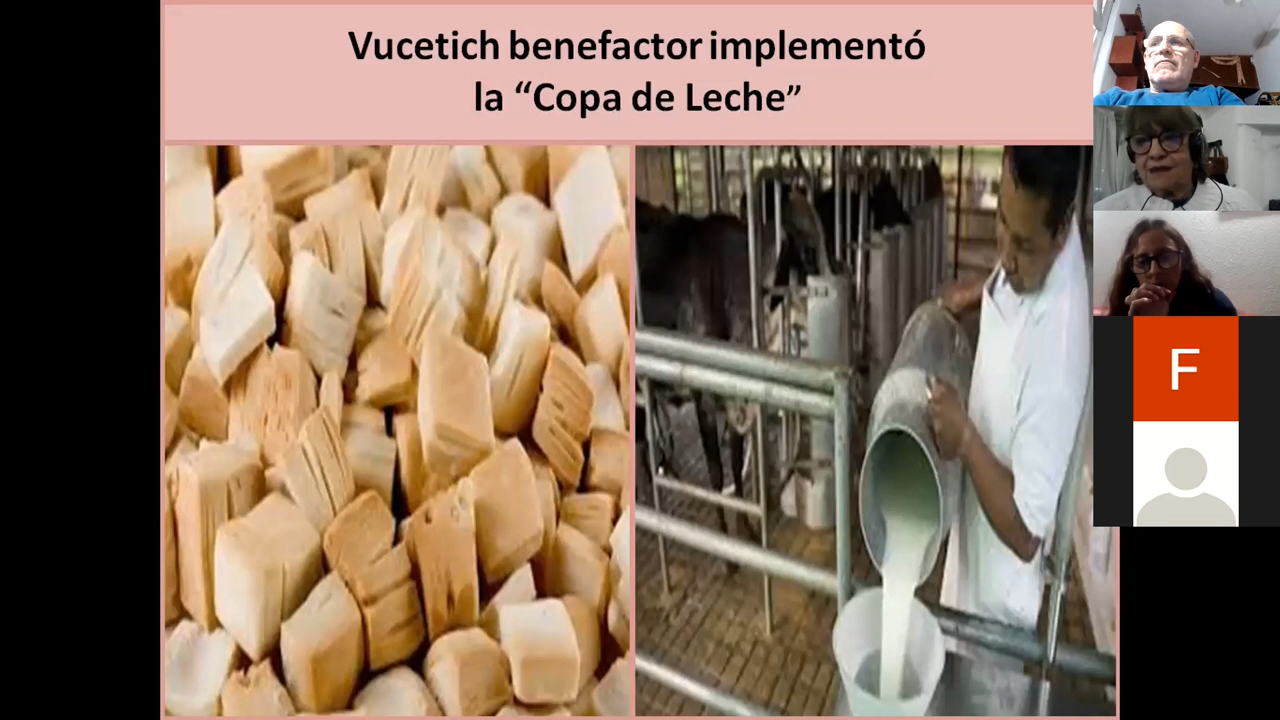 Vucetich benefactor implementó
la “Copa de Leche”
F